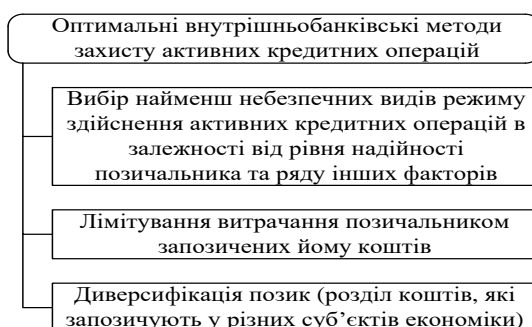 Оптимальні внутрішньобанківські методи
захисту активних кредитних операцій
Вибір найменш небезпечних видів режиму
здійснення активних кредитних операцій в
залежності від рівня надійності
позичальника та ряду інших факторів
Лімітування витрачання позичальником
запозичених йому коштів
Диверсифікація позик (розділ коштів, які
запозичують у різних суб’єктів економіки)